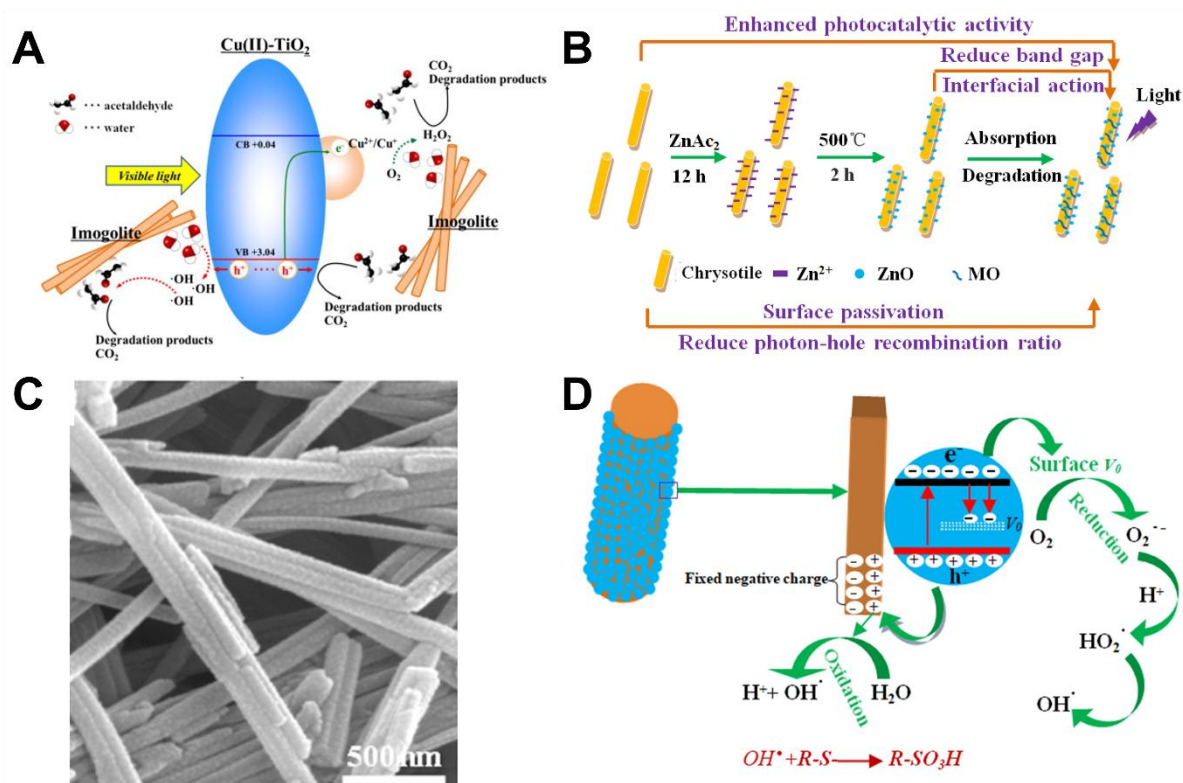 A
Cu(II)-TiO₂
CO₂
Degradation products
··· acetaldehyde
··· water
H₂O₂
CB +0.04
e⁻
Cu²⁺/Cu⁺
O₂
Visible light
Imogolite
Imogolite
VB +3.04
h⁺ ···· h⁺
·OH
·OH
·OH
Degradation products
CO₂
Degradation products
CO₂
B
Enhanced photocatalytic activity
Reduce band gap
Interfacial action
Light
ZnAc₂
12 h
500℃
2 h
Absorption
Degradation
Chrysotile
Zn²⁺
ZnO
MO
Surface passivation
Reduce photon-hole recombination ratio
C
500nm
D
e⁻
− − − − −
Surface V₀
− −
V₀
O₂
Reduction
O₂·⁻
+ + + + +
h⁺
Fixed negative charge
− +
− +
− +
− +
H⁺
HO₂·
Oxidation
H⁺+ OH·
H₂O
OH·
OH•+R-S→R-SO₃H